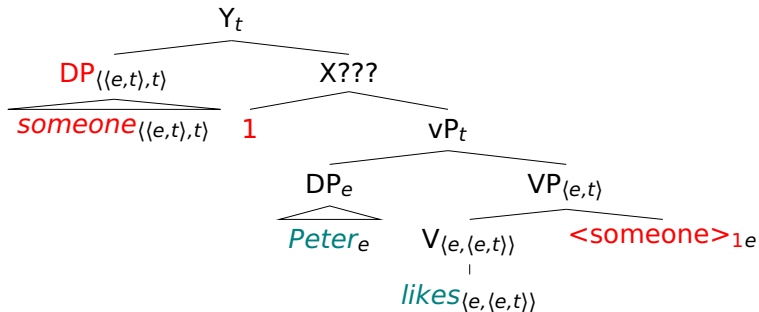 Y_t
DP_⟨⟨e,t⟩,t⟩ X???
someone_⟨⟨e,t⟩,t⟩ 1 vP_t
DP_e VP_⟨e,t⟩
Peter_e V_⟨e,⟨e,t⟩⟩ <someone>_1e
likes_⟨e,⟨e,t⟩⟩